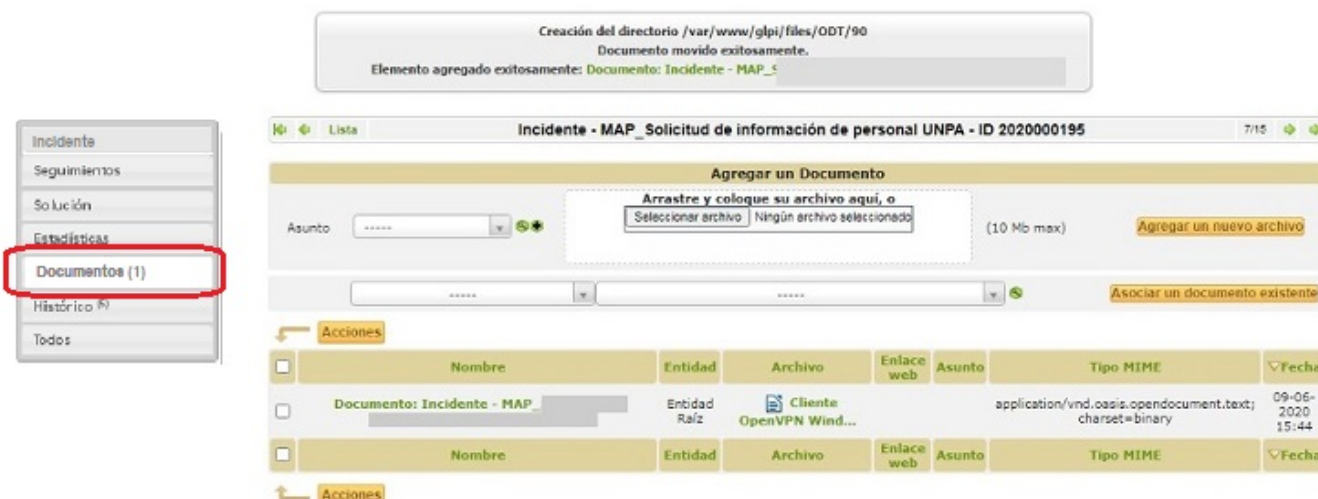 Creación del directorio /var/www/glpi/files/ODT/90
Documento movido exitosamente.
Elemento agregado exitosamente: Documento: Incidente - MAP_
Incidente
Seguimientos
Solución
Estadísticas
Documentos (1)
Histórico
Todos
Lista
Incidente - MAP_Solicitud de información de personal UNPA - ID 2020000195
7/15
Agregar un Documento
Arrastre y coloque su archivo aquí, o
Asunto ----- Seleccionar archivo Ningún archivo seleccionado (10 Mb max) Agregar un nuevo archivo
----- ----- Asociar un documento existente
Acciones
Nombre Entidad Archivo Enlace web Asunto Tipo MIME Fecha
Documento: Incidente - MAP_ Entidad Raíz Cliente OpenVPN Wind... application/vnd.oasis.opendocument.text; charset=binary 09-06-2020 15:44
Nombre Entidad Archivo Enlace web Asunto Tipo MIME Fecha
Acciones